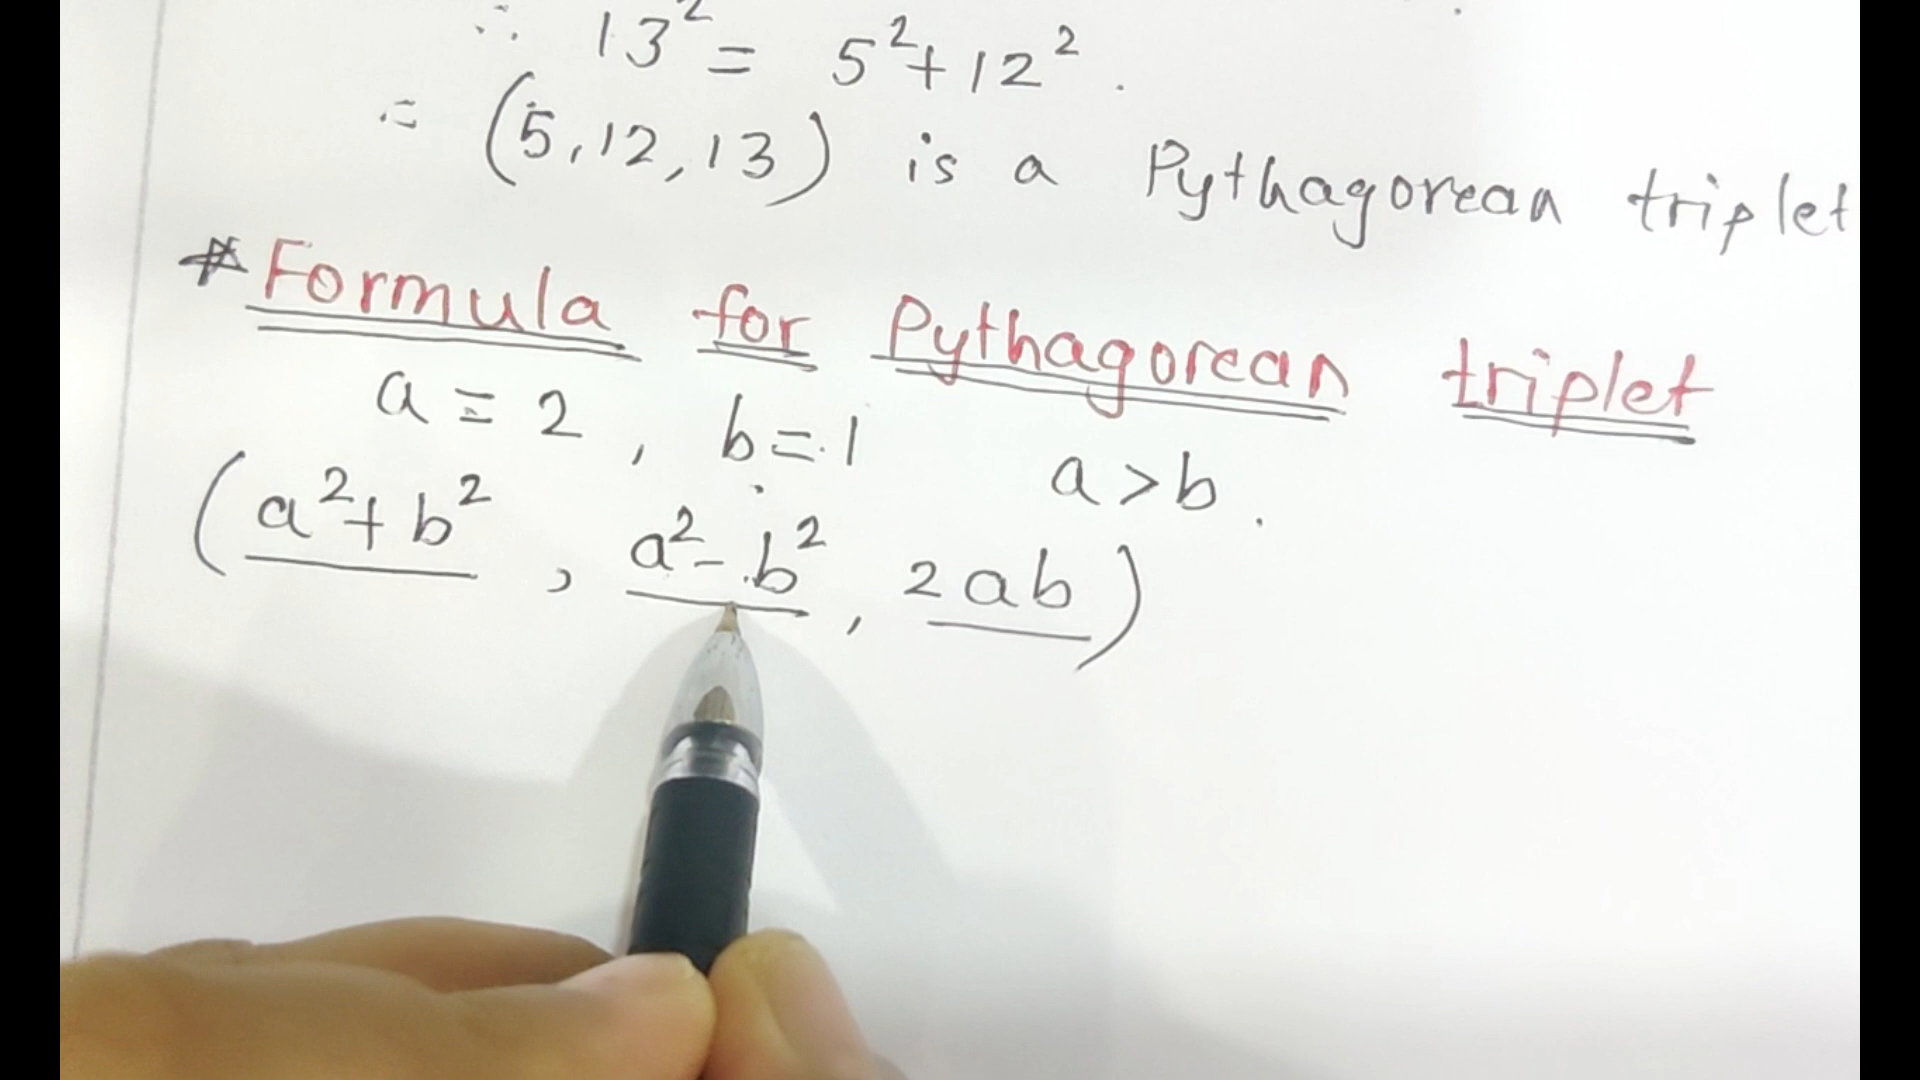 ∴ 13² = 5² + 12².
∴ (5, 12, 13) is a Pythagorean triplet
* Formula for Pythagorean triplet
a = 2, b = 1 a > b.
(a² + b², a² - b², 2ab)